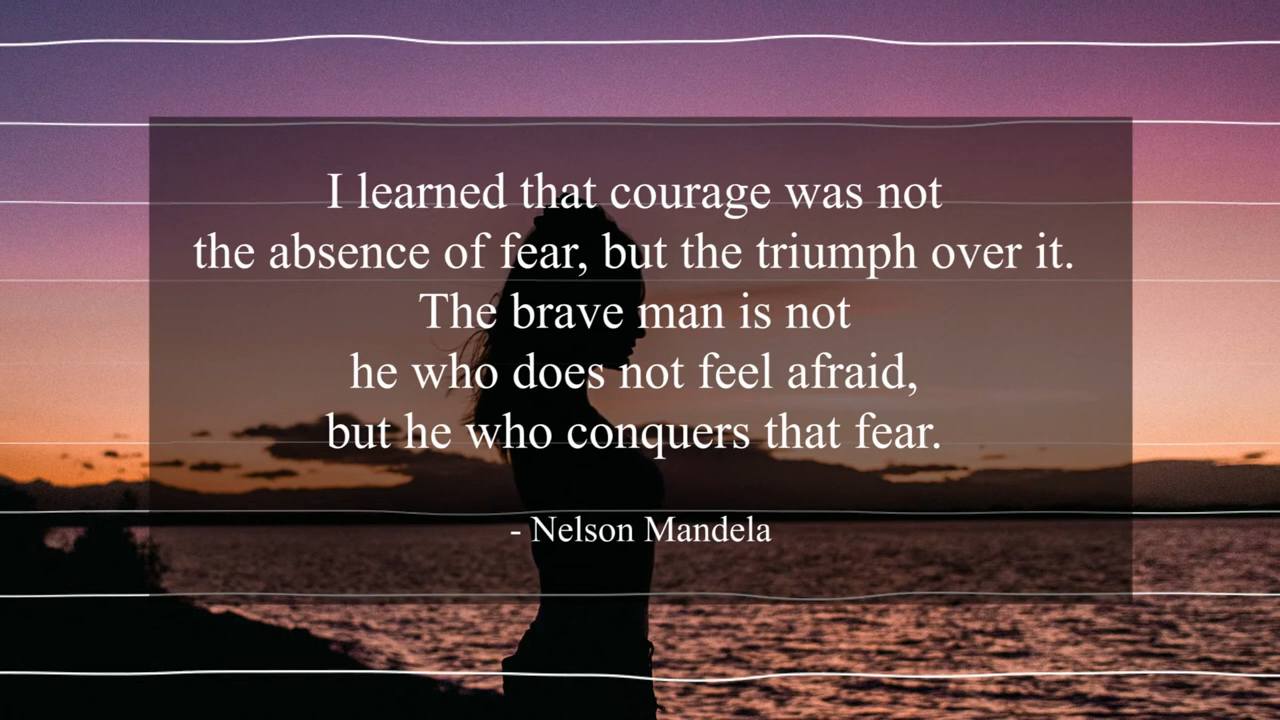 I learned that courage was not
the absence of fear, but the triumph over it.
The brave man is not
he who does not feel afraid,
but he who conquers that fear.
- Nelson Mandela